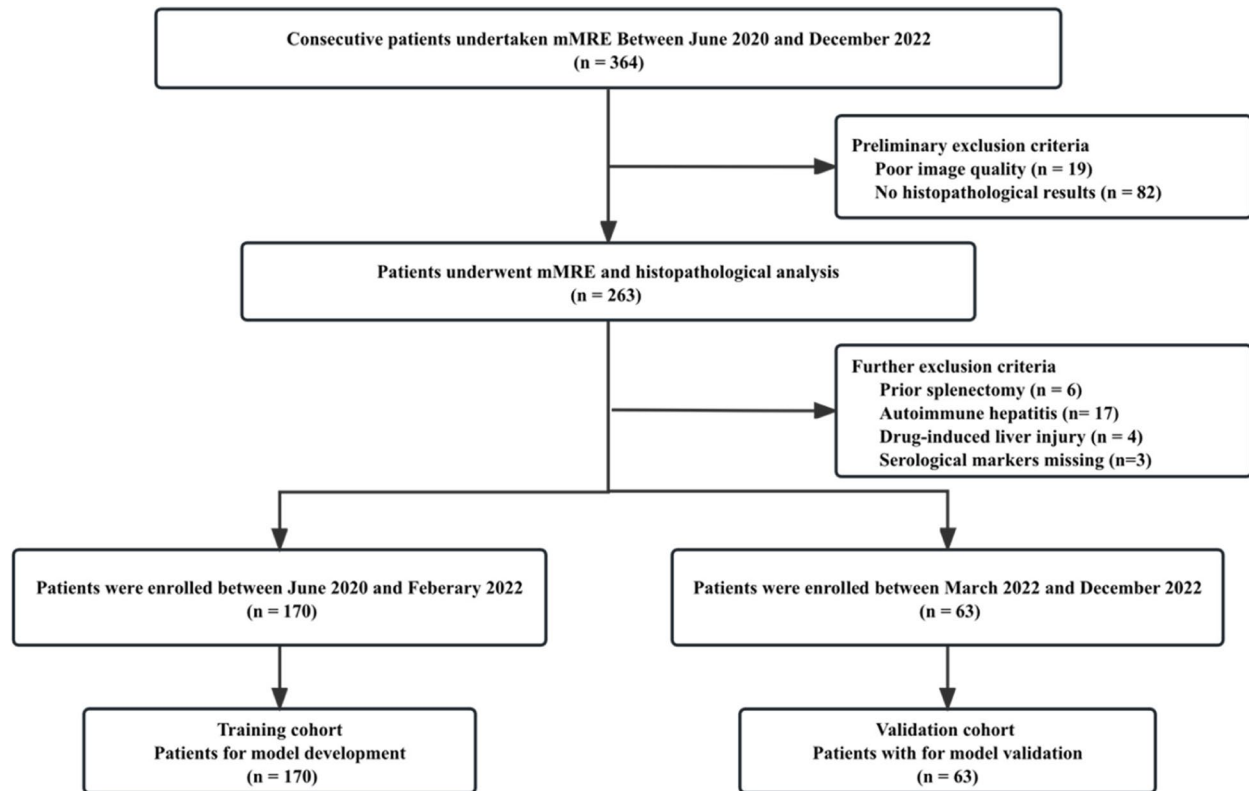 Consecutive patients undertaken mMRE Between June 2020 and December 2022
(n = 364)
Preliminary exclusion criteria
Poor image quality (n = 19)
No histopathological results (n = 82)
Patients underwent mMRE and histopathological analysis
(n = 263)
Further exclusion criteria
Prior splenectomy (n = 6)
Autoimmune hepatitis (n= 17)
Drug-induced liver injury (n = 4)
Serological markers missing (n=3)
Patients were enrolled between June 2020 and Feberary 2022
(n = 170)
Patients were enrolled between March 2022 and December 2022
(n = 63)
Training cohort
Patients for model development
(n = 170)
Validation cohort
Patients with for model validation
(n = 63)